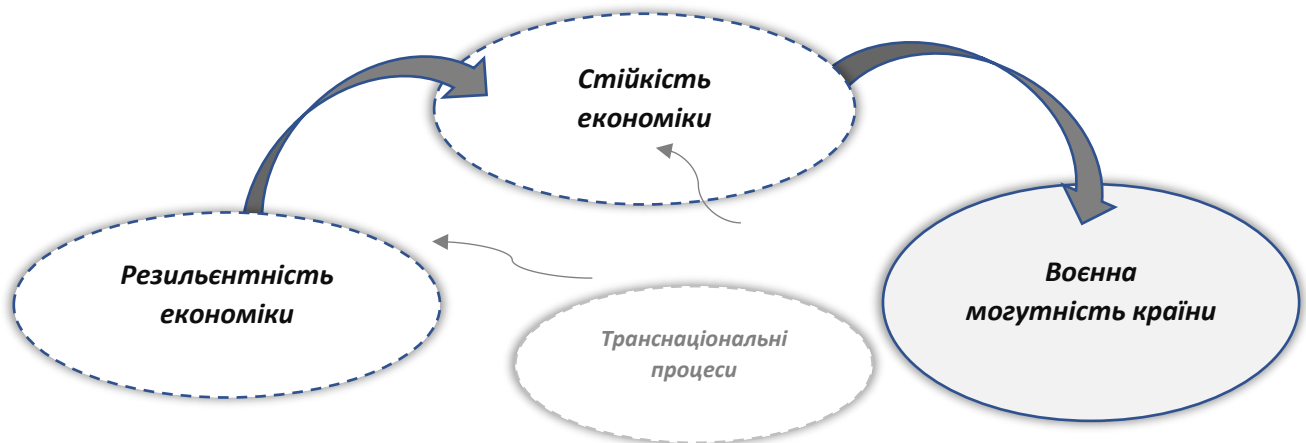 Стійкість
економіки
Резильєнтність
економіки
Воєнна
могутність країни
Транснаціональні
процеси